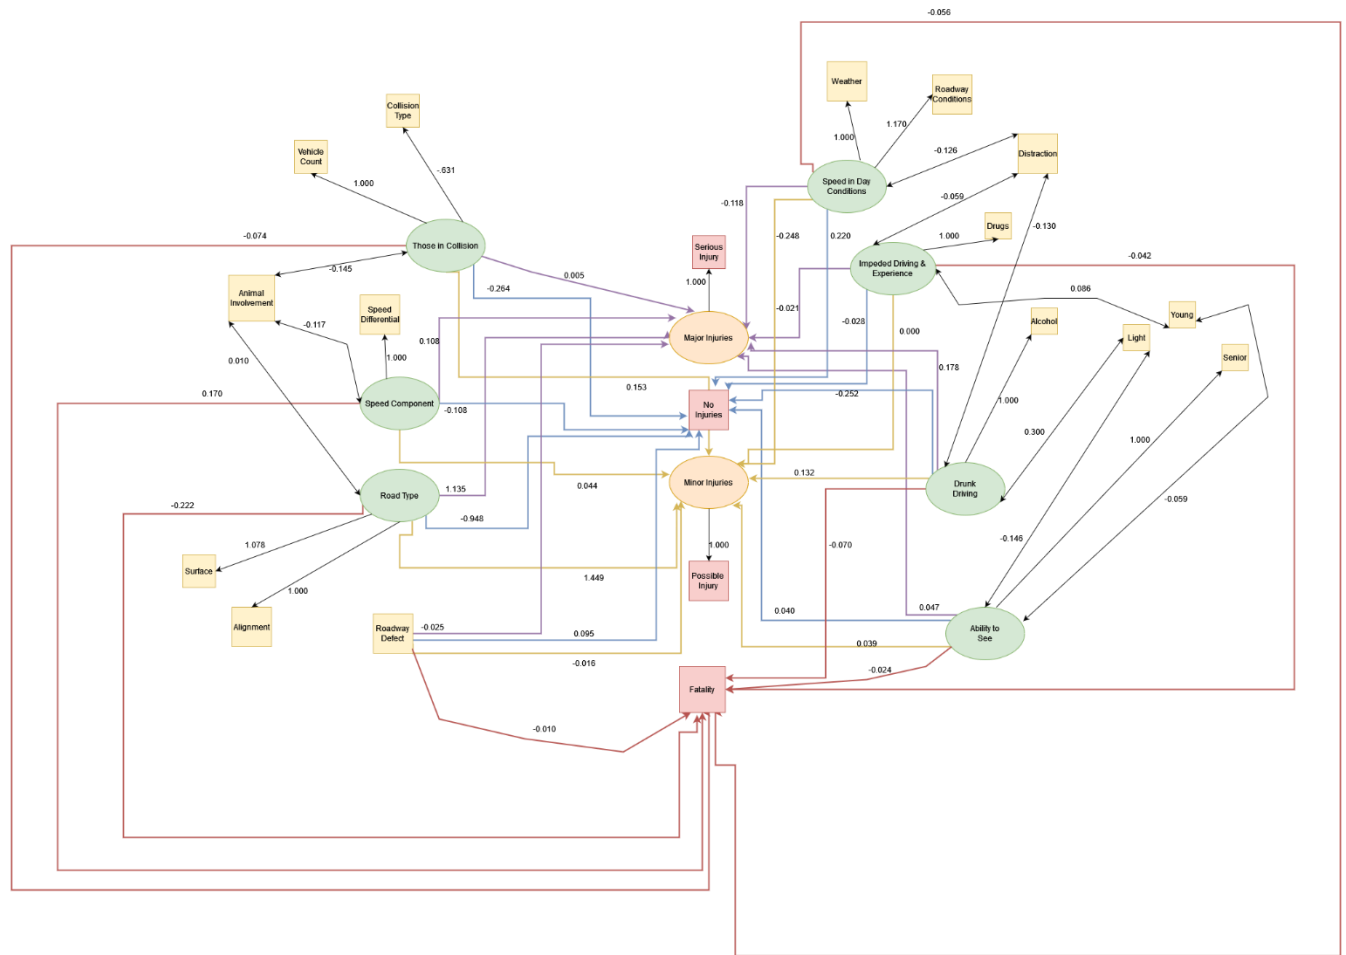 -0.056
Weather
Roadway
Conditions
Collision
Type
1.170
1.000
Vehicle
Count
-0.126
Distraction
-.631
1.000
Speed in Day
Conditions
-0.059
-0.118
Drugs
-0.130
-0.074
Those in Collision
-0.248
0.220
1.000
Serious
Injury
Impeded Driving &
Experience
-0.042
-0.145
0.005
1.000
-0.264
Animal
Involvement
0.086
Speed
Differential
-0.021
-0.028
Young
-0.117
Alcohol
0.000
Light
Major Injuries
0.108
1.000
Senior
0.010
0.178
0.153
0.170
-0.252
Speed Component
-0.108
No
Injuries
1.000
0.300
1.000
0.132
Minor Injuries
Drunk
Driving
0.044
Road Type
1.135
-0.059
-0.222
-0.948
-0.146
1.078
1.000
-0.070
Surface
1.449
Possible
Injury
1.000
0.040
0.047
Alignment
Roadway
Defect
-0.025
0.095
Ability to
See
0.039
-0.016
-0.024
Fatality
-0.010